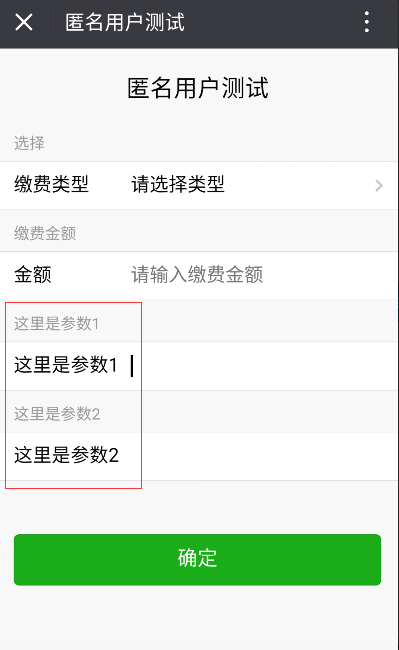 匿名用户测试
匿名用户测试
选择
缴费类型 请选择类型
缴费金额
金额 请输入缴费金额
这里是参数1
这里是参数1
这里是参数2
这里是参数2
确定